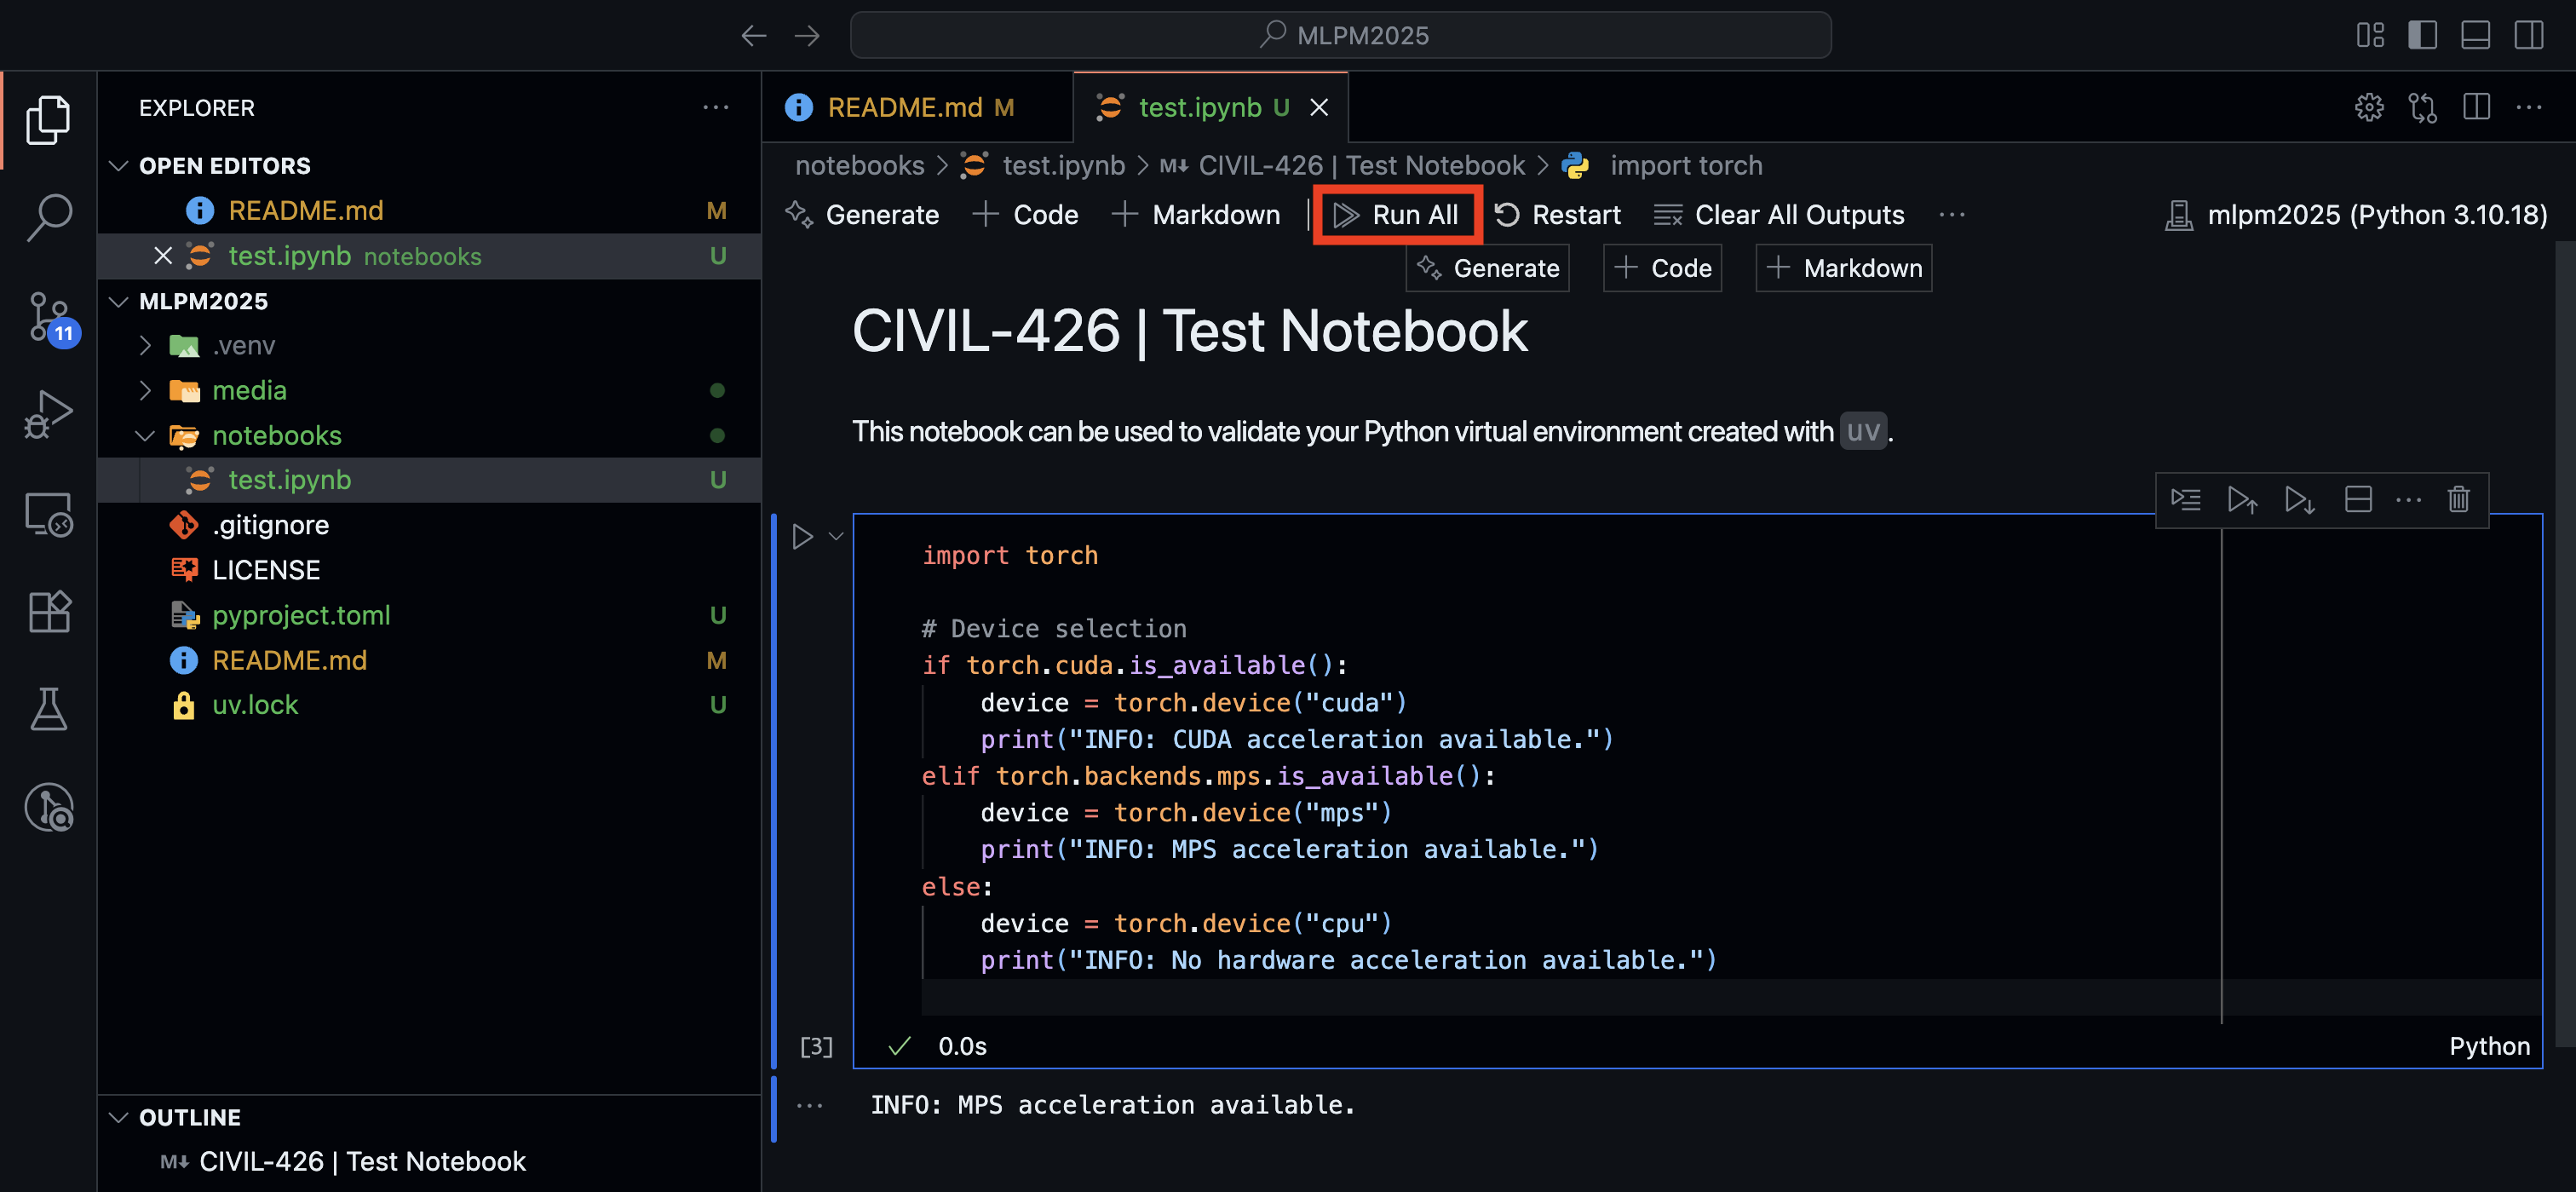 MLPM2025
EXPLORER
OPEN EDITORS
README.md M
test.ipynb notebooks U
MLPM2025
.venv
media
notebooks
test.ipynb U
.gitignore
LICENSE
pyproject.toml U
README.md M
uv.lock U
11
OUTLINE
CIVIL-426 | Test Notebook
README.md M
test.ipynb U
notebooks > test.ipynb > M↓ CIVIL-426 | Test Notebook > import torch
Generate + Code + Markdown | Run All Restart Clear All Outputs ... mlpm2025 (Python 3.10.18)
Generate + Code + Markdown
CIVIL-426 | Test Notebook
This notebook can be used to validate your Python virtual environment created with uv.
import torch
# Device selection
if torch.cuda.is_available():
    device = torch.device("cuda")
    print("INFO: CUDA acceleration available.")
elif torch.backends.mps.is_available():
    device = torch.device("mps")
    print("INFO: MPS acceleration available.")
else:
    device = torch.device("cpu")
    print("INFO: No hardware acceleration available.")
[3] 0.0s Python
INFO: MPS acceleration available.